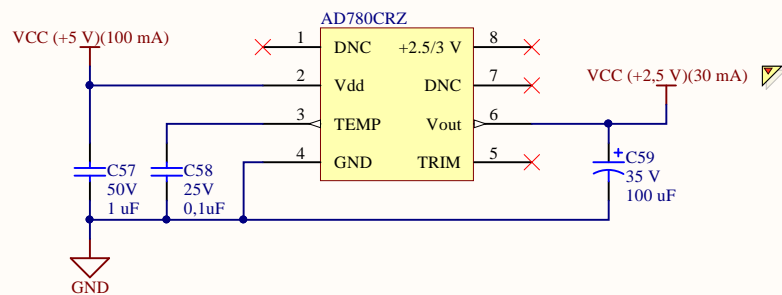 AD780CRZ
VCC (+5 V)(100 mA)
1 DNC +2.5/3 V 8
2 Vdd DNC 7
VCC (+2,5 V)(30 mA)
3 TEMP Vout 6
4 GND TRIM 5
C57
50V
1 uF
C58
25V
0,1uF
+
C59
35 V
100 uF
GND